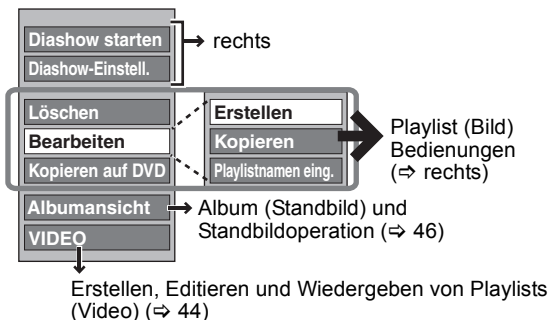 Diashow starten
rechts
Diashow-Einstell.
Löschen
Bearbeiten
Kopieren auf DVD
Erstellen
Kopieren
Playlistnamen eing.
Playlist (Bild)
Bedienungen
(⇨ rechts)
Albumansicht
Album (Standbild) und
Standbildoperation (⇨ 46)
VIDEO
Erstellen, Editieren und Wiedergeben von Playlists
(Video) (⇨ 44)